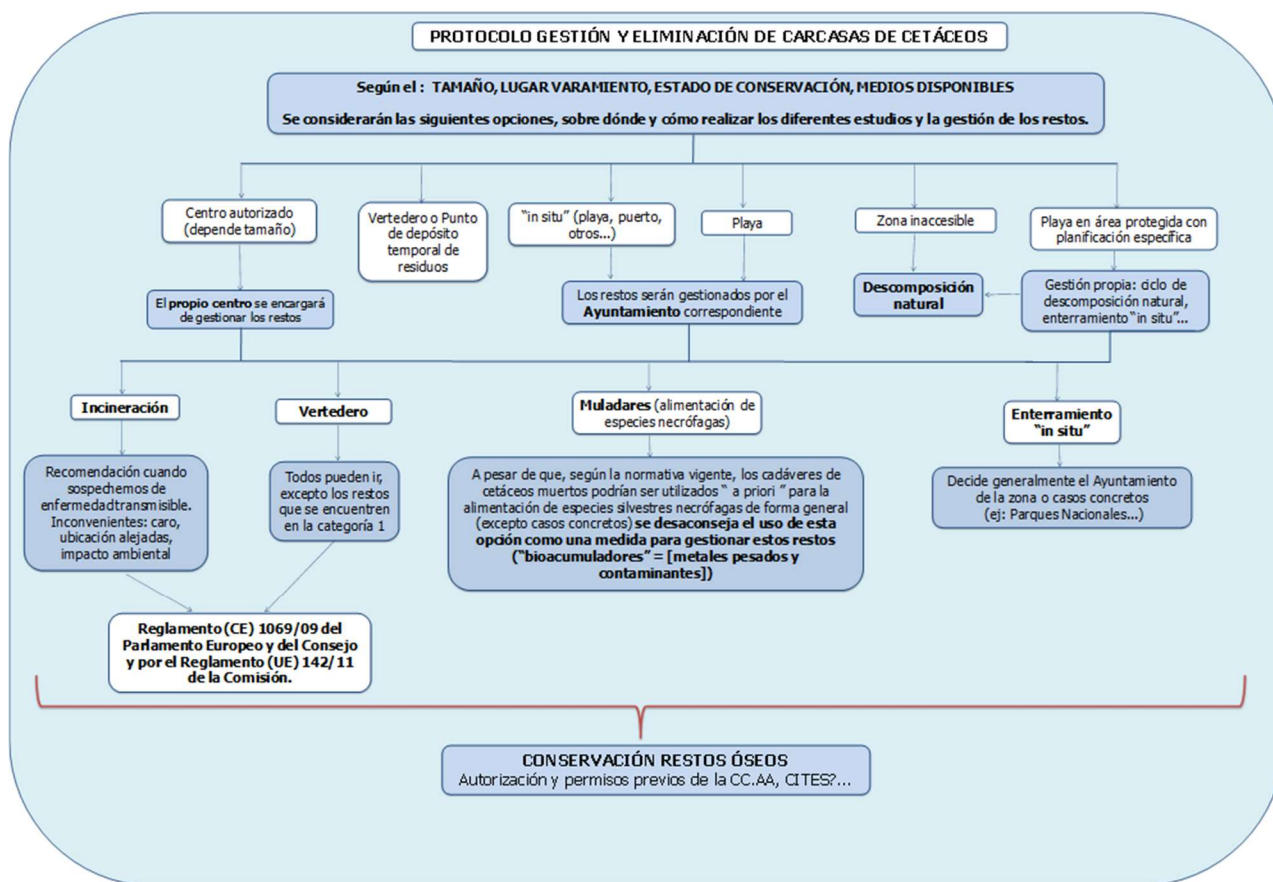 PROTOCOLO GESTIÓN Y ELIMINACIÓN DE CARCASAS DE CETÁCEOS
Según el : TAMAÑO, LUGAR VARAMIENTO, ESTADO DE CONSERVACIÓN, MEDIOS DISPONIBLES
Se considerarán las siguientes opciones, sobre dónde y cómo realizar los diferentes estudios y la gestión de los restos.
Centro autorizado
(depende tamaño)
Vertedero o Punto
de depósito
temporal de
residuos
"in situ" (playa, puerto,
otros...)
Playa
Zona inaccesible
Playa en área protegida con
planificación específica
El propio centro se encargará
de gestionar los restos
Los restos serán gestionados por el
Ayuntamiento correspondiente
Descomposición
natural
Gestión propia: ciclo de
descomposición natural,
enterramiento "in situ"...
Incineración
Vertedero
Muladares (alimentación de
especies necrófagas)
Enterramiento
"in situ"
Recomendación cuando
sospechemos de
enfermedad transmisible.
Inconvenientes: caro,
ubicación alejadas,
impacto ambiental
Todos pueden ir,
excepto los restos
que se encuentren
en la categoría 1
A pesar de que, según la normativa vigente, los cadáveres de
cetáceos muertos podrían ser utilizados " a priori " para la
alimentación de especies silvestres necrófagas de forma general
(excepto casos concretos) se desaconseja el uso de esta
opción como una medida para gestionar estos restos
("bioacumuladores" = [metales pesados y
contaminantes])
Decide generalmente el Ayuntamiento
de la zona o casos concretos
(ej: Parques Nacionales...)
Reglamento (CE) 1069/09 del
Parlamento Europeo y del Consejo
y por el Reglamento (UE) 142/11
de la Comisión.
CONSERVACIÓN RESTOS ÓSEOS
Autorización y permisos previos de la CC.AA, CITES?...